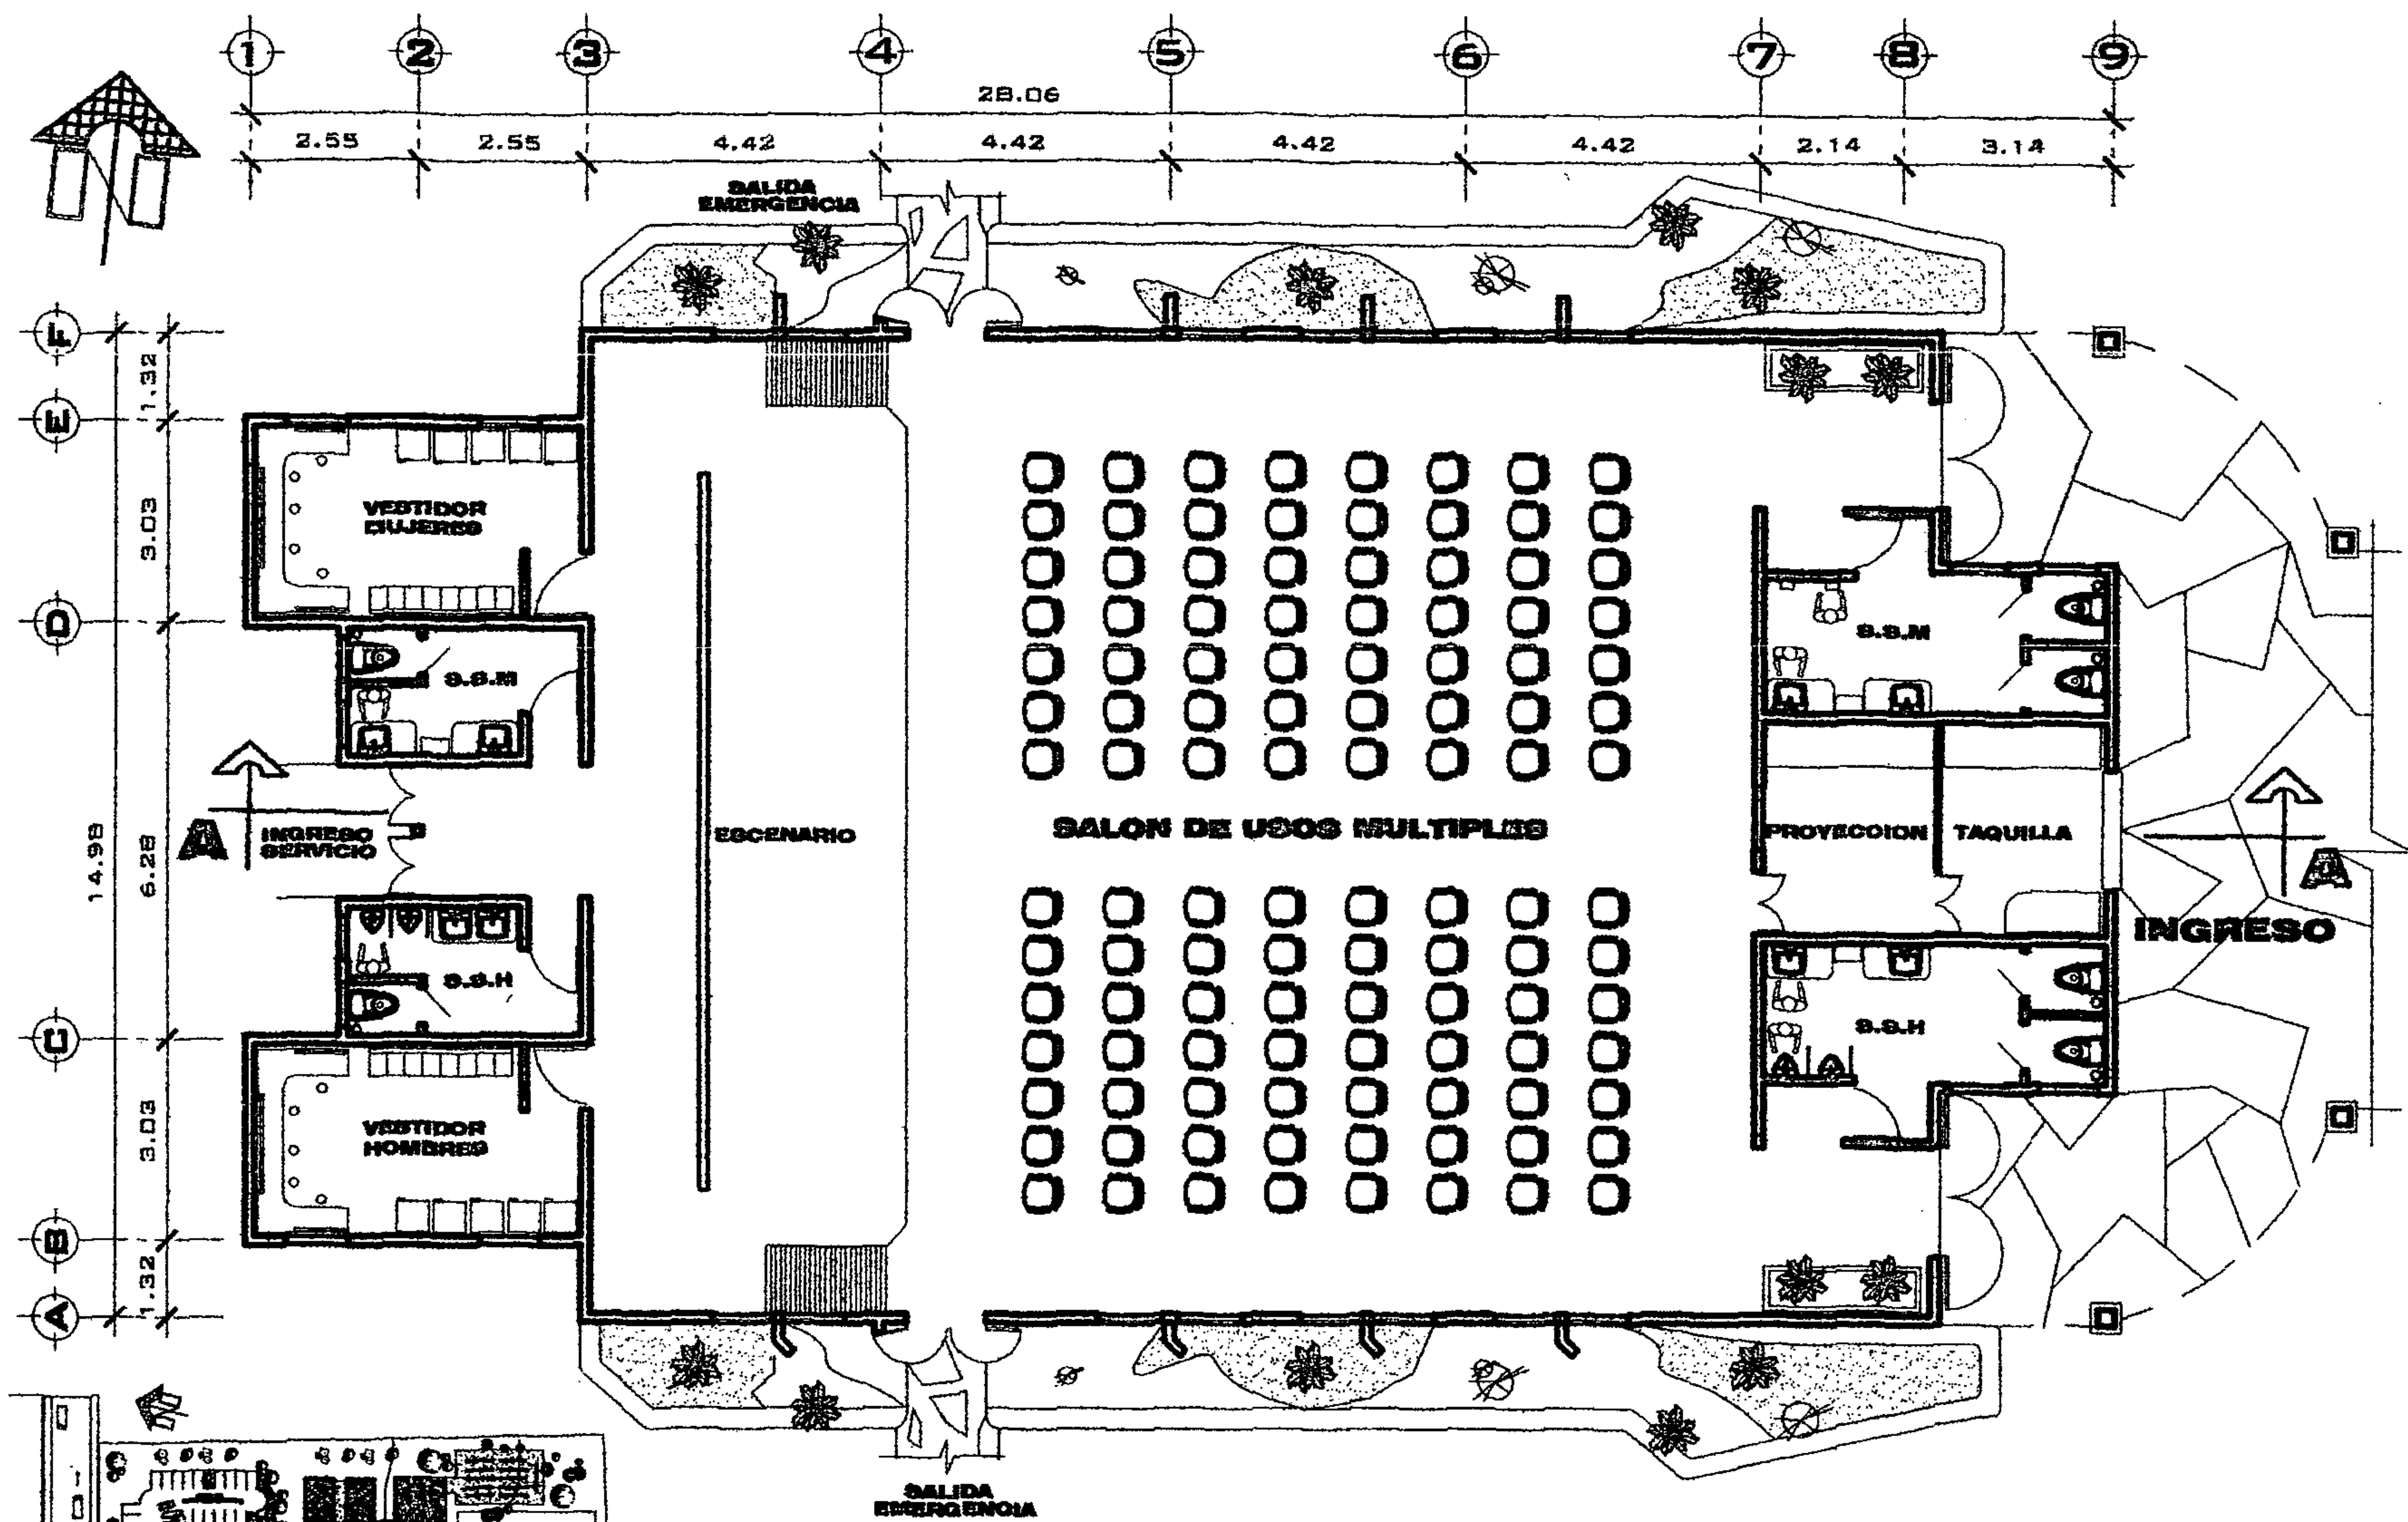 1 2 3 4 5 6 7 8 9
28.06
2.55 2.55 4.42 4.42 4.42 4.42 2.14 3.14
SALIDA
EMERGENCIA
F
E
D
C
B
A
1.32
3.03
6.28
3.03
1.32
14.98
VESTIDOR
MUJERES
S.S.M
S.S.M
A
INGRESO
SERVICIO
ESCENARIO
SALON DE USOS MULTIPLES
PROYECCION
TAQUILLA
A
INGRESO
S.S.H
S.S.H
VESTIDOR
HOMBRES
SALIDA
EMERGENCIA